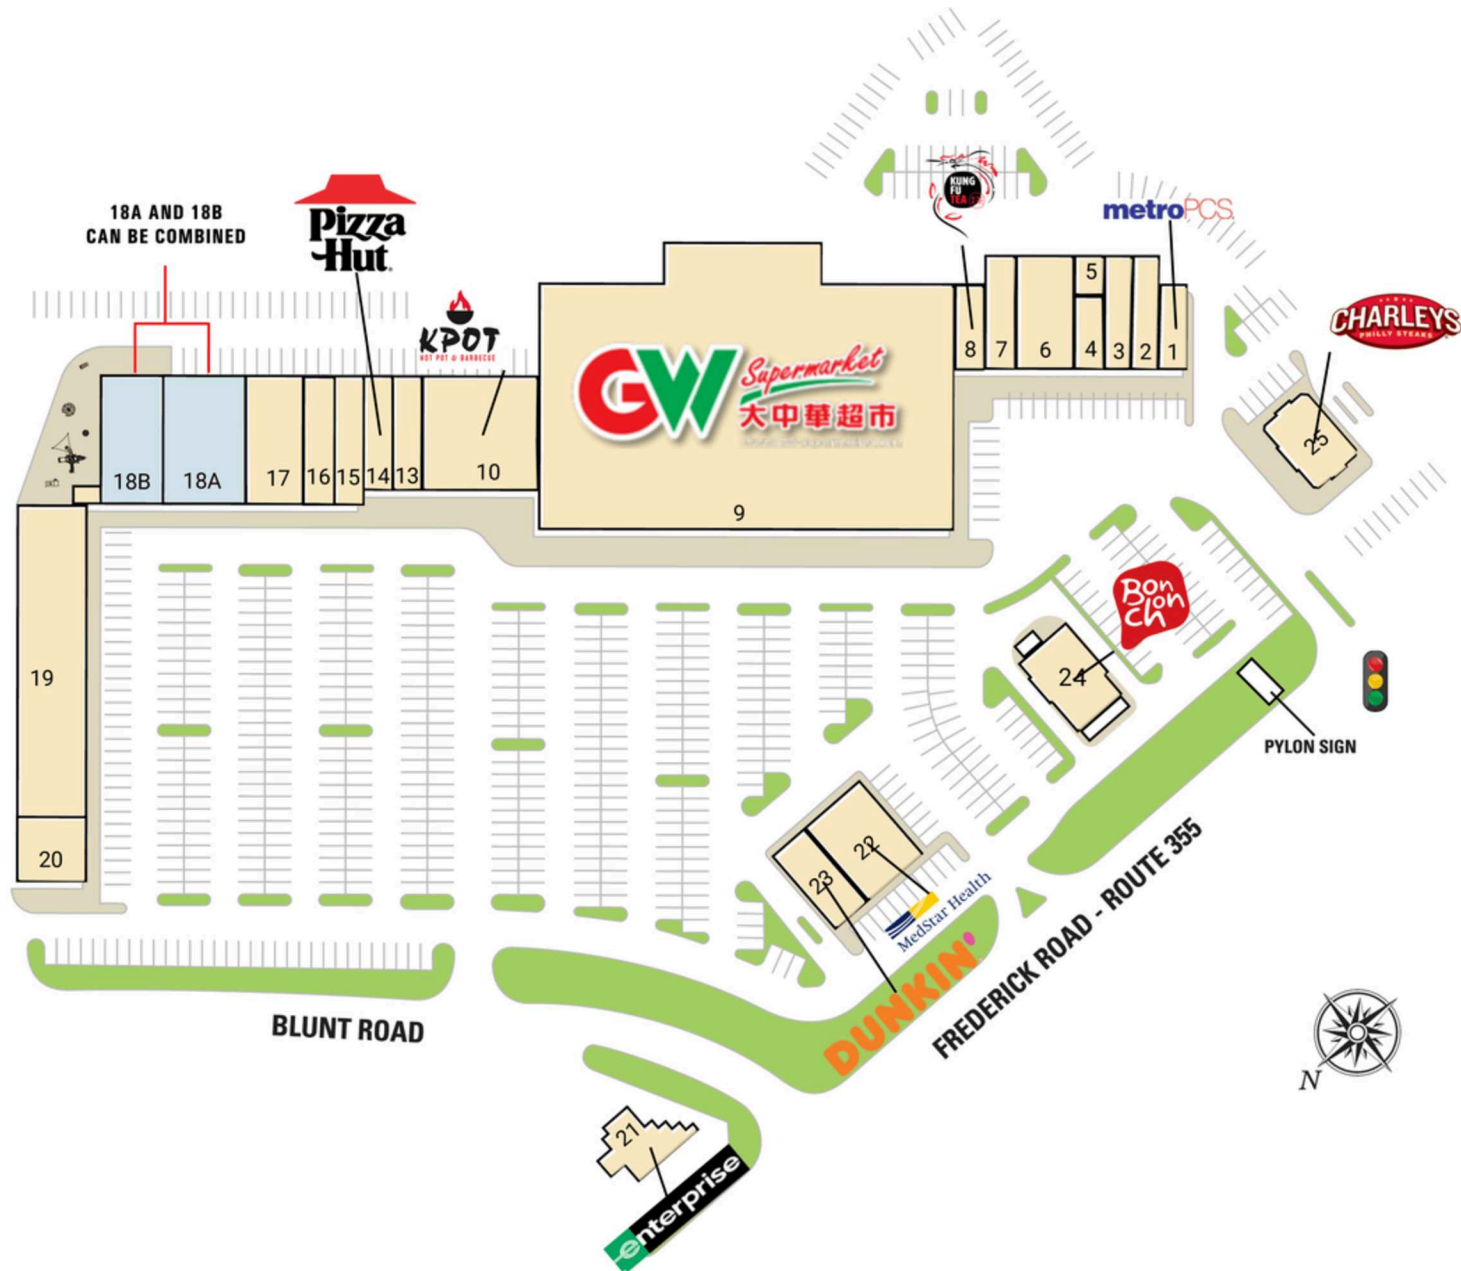 18A AND 18B
CAN BE COMBINED
Pizza
Hut
KPOT
HOT POT & BARBECUE
GW Supermarket
大中華超市
KUNG
FU
TEA
metroPCS
CHARLEYS
PHILLY STEAKS
18B
18A
17
16
15
14
13
10
9
8
7
6
5
4
3
2
1
25
19
20
Bon
Chon
24
PYLON SIGN
22
23
MedStar Health
DUNKIN'
FREDERICK ROAD - ROUTE 355
BLUNT ROAD
21
enterprise
N